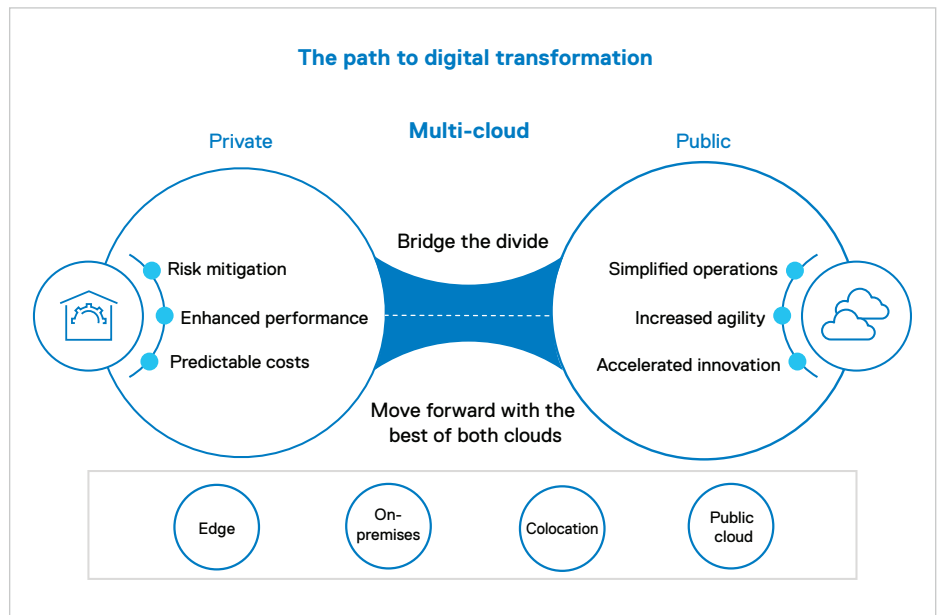 The path to digital transformation
Multi-cloud
Private
Public
Bridge the divide
Risk mitigation
Enhanced performance
Predictable costs
Simplified operations
Increased agility
Accelerated innovation
Move forward with the
best of both clouds
Edge
On-
premises
Colocation
Public
cloud